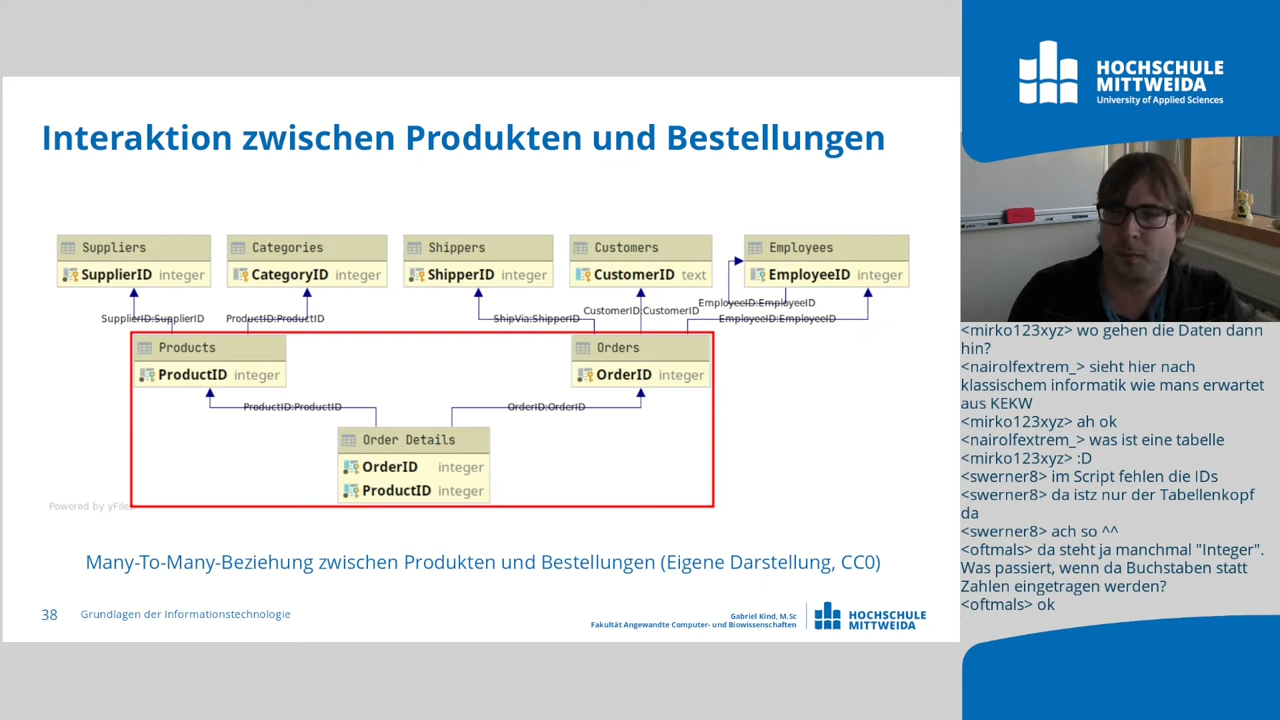 Interaktion zwischen Produkten und Bestellungen
Suppliers
SupplierID integer
Categories
CategoryID integer
Shippers
ShipperID integer
Customers
CustomerID text
Employees
EmployeeID integer
SupplierID:SupplierID
ProductID:ProductID
ShipVia:ShipperID
CustomerID:CustomerID
EmployeeID:EmployeeID
EmployeeID:EmployeeID
Products
ProductID integer
Orders
OrderID integer
ProductID:ProductID
OrderID:OrderID
Order Details
OrderID integer
ProductID integer
Powered by yFiles
Many-To-Many-Beziehung zwischen Produkten und Bestellungen (Eigene Darstellung, CC0)
38 Grundlagen der Informationstechnologie
Gabriel Kind, M.Sc
Fakultät Angewandte Computer- und Biowissenschaften
HOCHSCHULE
MITTWEIDA
HOCHSCHULE
MITTWEIDA
University of Applied Sciences
<mirko123xyz> wo gehen die Daten dann
hin?
<nairolfextrem_> sieht hier nach
klassischem informatik wie mans erwartet
aus KEKW
<mirko123xyz> ah ok
<nairolfextrem_> was ist eine tabelle
<mirko123xyz> :D
<swerner8> im Script fehlen die IDs
<swerner8> da istz nur der Tabellenkopf
da
<swerner8> ach so ^^
<oftmals> da steht ja manchmal "Integer".
Was passiert, wenn da Buchstaben statt
Zahlen eingetragen werden?
<oftmals> ok